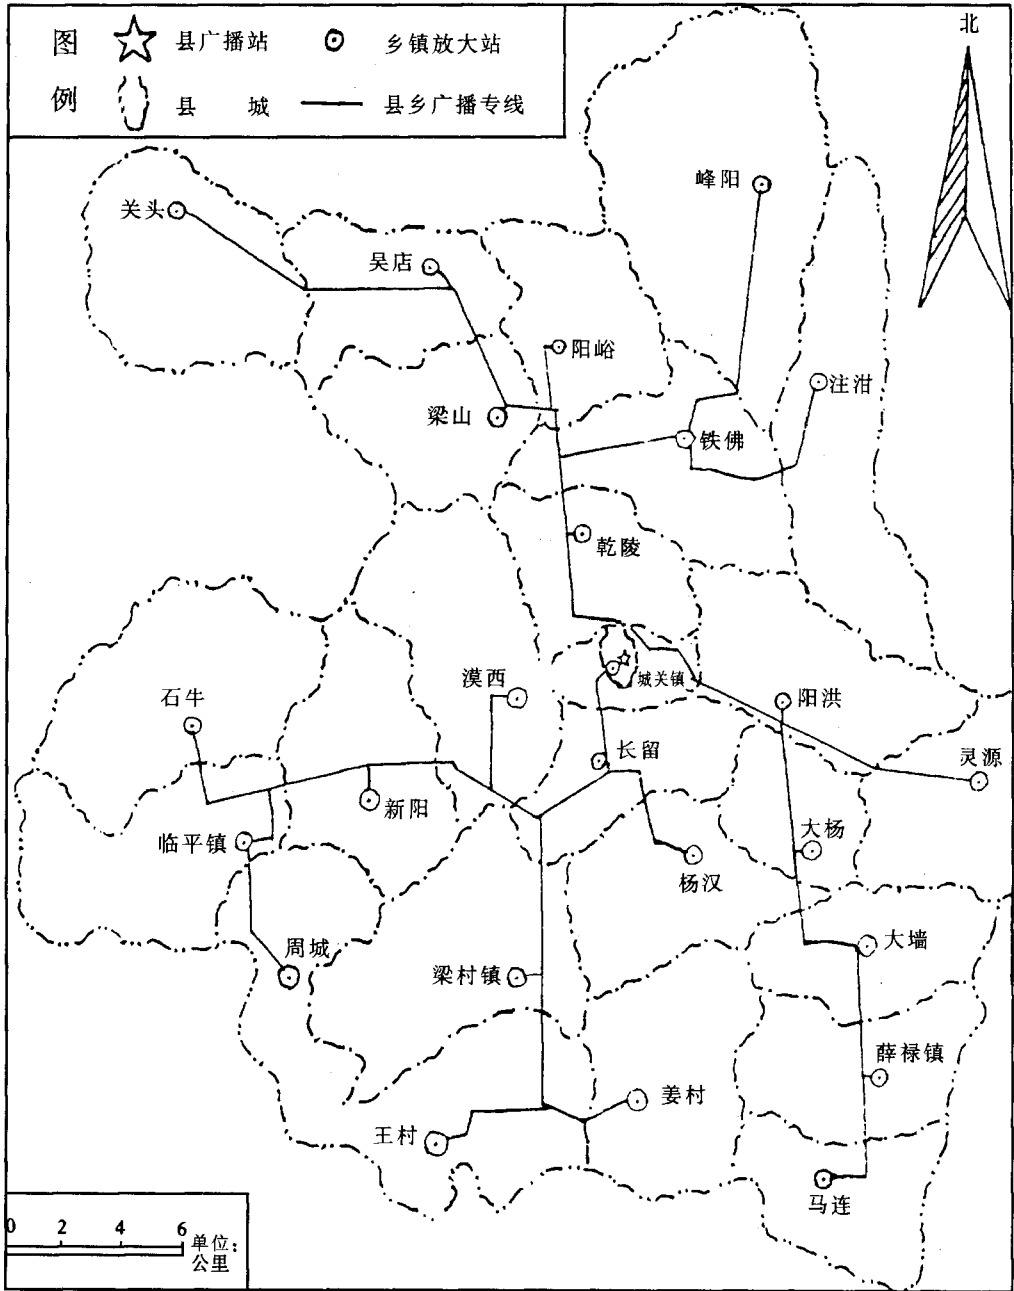 图 县广播站 乡镇放大站
例 县 城 县乡广播专线
北
峰阳
关头
吴店
阳峪
注泔
梁山
铁佛
乾陵
城关镇
漠西
阳洪
石牛
长留
灵源
新阳
大杨
临平镇
杨汉
周城
梁村镇
大墙
薛禄镇
姜村
王村
马连
0 2 4 6 单位：
公里